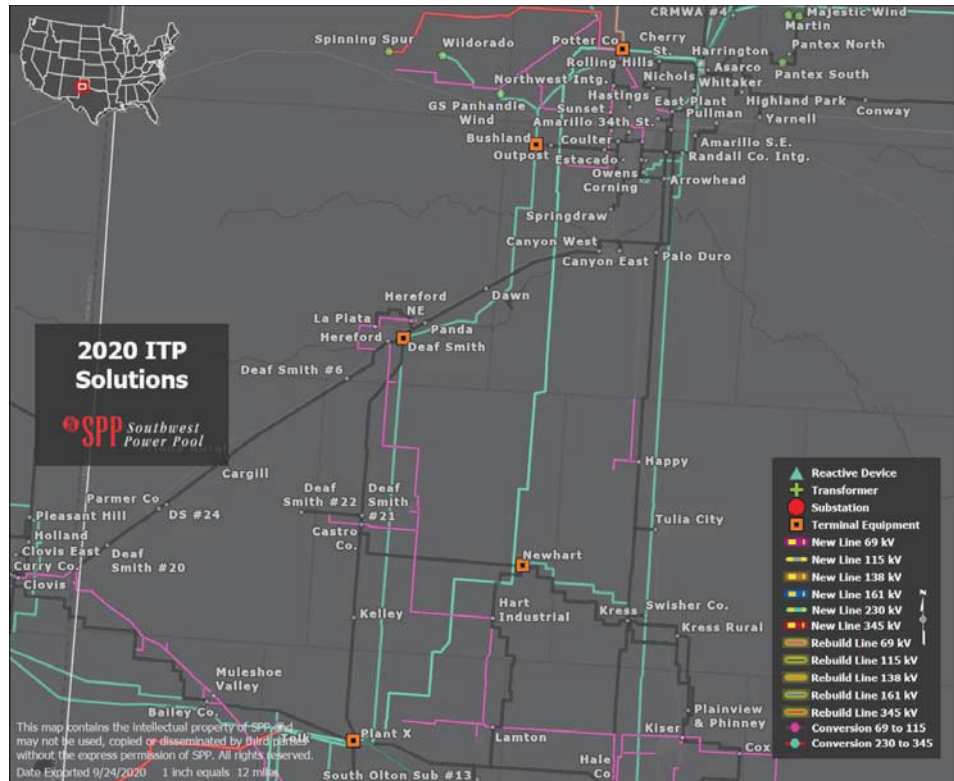 CRMWA #4
Majestic Wind
Martin
Spinning Spur
Wildorado
Potter Co
Cherry
St.
Harrington
Pantex North
Rolling Hills
Asarco
Northwest Intg.
Nichols
Whitaker
Pantex South
Hastings
GS Panhandle
Wind
Sunset
East Plant
Highland Park
Conway
Amarillo 34th St.
Pullman
Yarnell
Bushland
Coulter
Amarillo S.E.
Outpost
Estacado
Randall Co. Intg.
Owens
Corning
Arrowhead
Springdraw
Canyon West
Canyon East
Palo Duro
Dawn
Hereford
NE
La Plata
Panda
Hereford
Deaf Smith
Deaf Smith #6
2020 ITP
Solutions
SPP Southwest
Power Pool
Cargill
Happy
Parmer Co
DS #24
Deaf
Smith #22
Deaf
Smith
#21
Pleasant Hill
Holland
Castro
Co.
Tulia City
Clovis East
Curry Co.
Deaf
Smith #20
Clovis
Newhart
Kelley
Hart
Industrial
Kress
Swisher Co.
Kress Rural
Muleshoe
Valley
Bailey Co.
Plainview
& Phinney
Tolk
Plant X
Lamton
Kiser
Cox
Hale
Co
South Olton Sub #13
Reactive Device
Transformer
Substation
Terminal Equipment
New Line 69 kV
New Line 115 kV
New Line 138 kV
New Line 161 kV
New Line 230 kV
New Line 345 kV
Rebuild Line 69 kV
Rebuild Line 115 kV
Rebuild Line 138 kV
Rebuild Line 161 kV
Rebuild Line 345 kV
Conversion 69 to 115
Conversion 230 to 345
N
This map contains the intellectual property of SPP and
may not be used, copied or disseminated by third parties
without the express permission of SPP. All rights reserved.
Date Exported 9/24/2020 1 inch equals 12 miles